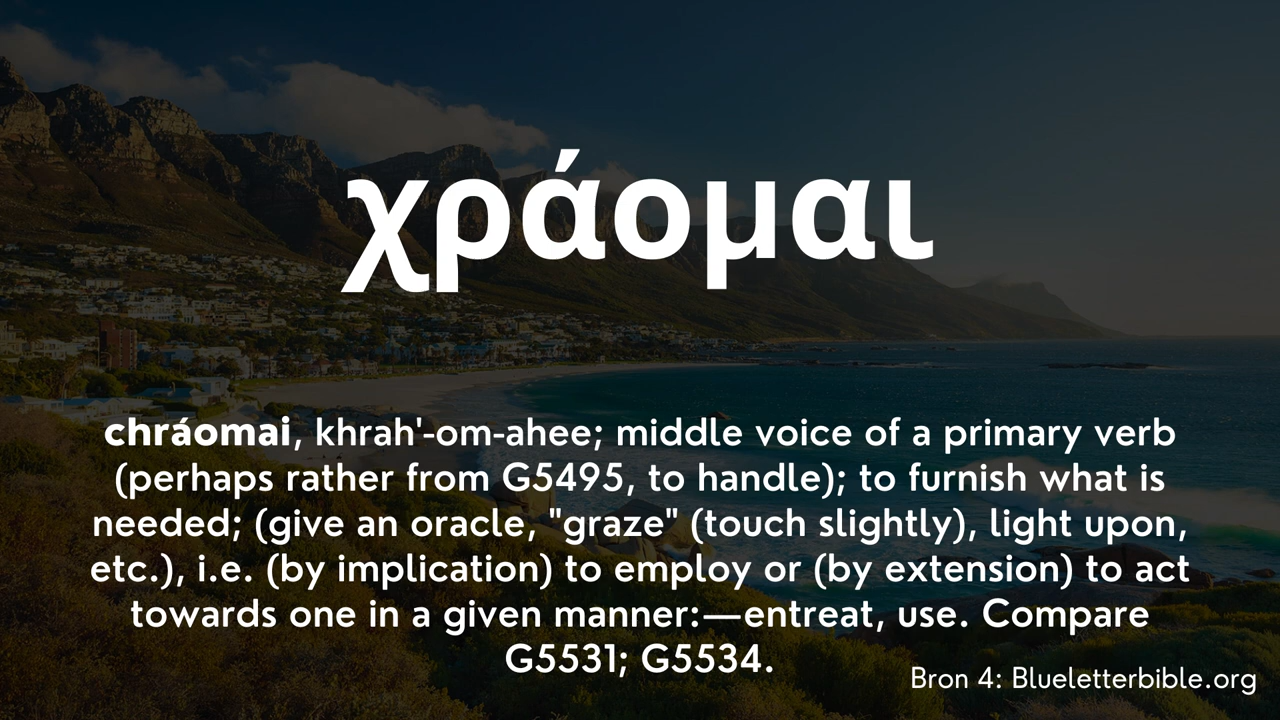 χράομαι
chráomai, khrah'-om-ahee; middle voice of a primary verb
(perhaps rather from G5495, to handle); to furnish what is
needed; (give an oracle, "graze" (touch slightly), light upon,
etc.), i.e. (by implication) to employ or (by extension) to act
towards one in a given manner:—entreat, use. Compare
G5531; G5534.
Bron 4: Blueletterbible.org